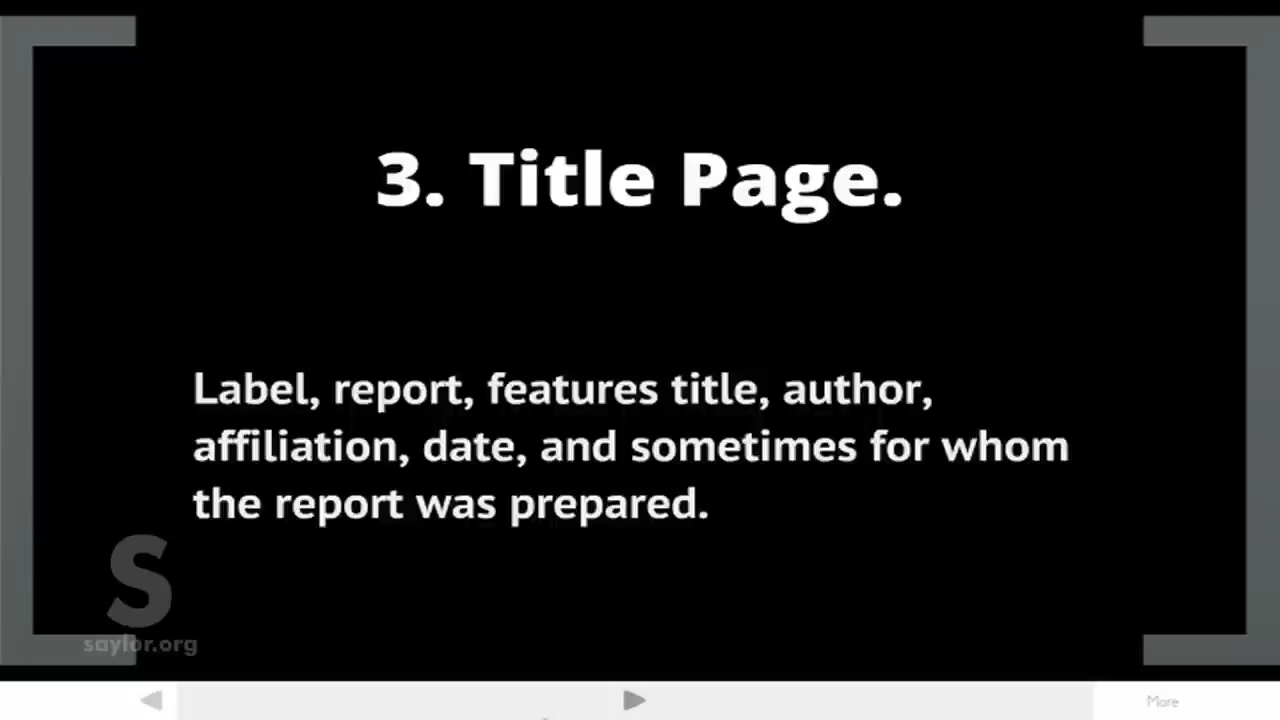 3. Title Page.
Label, report, features title, author,
affiliation, date, and sometimes for whom
the report was prepared.
S
saylor.org
More